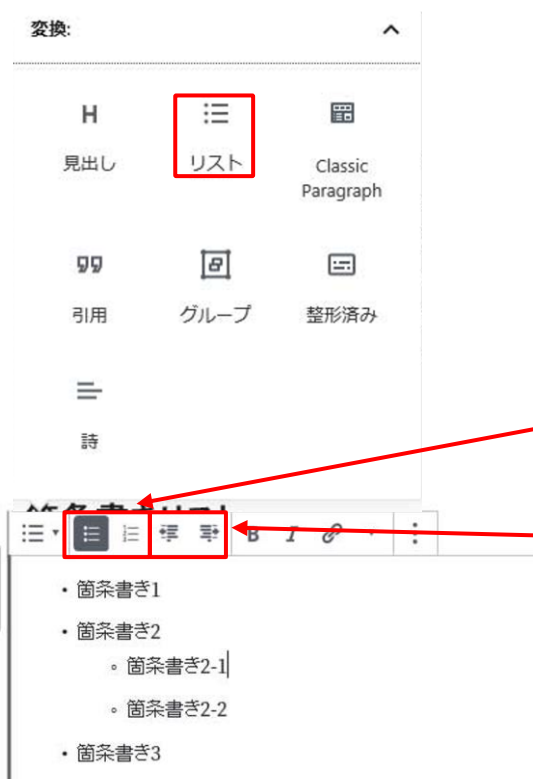 変換:
見出し
リスト
Classic
Paragraph
引用
グループ
整形済み
詩
B I
・箇条書き1
・箇条書き2
◦ 箇条書き2-1
◦ 箇条書き2-2
・箇条書き3